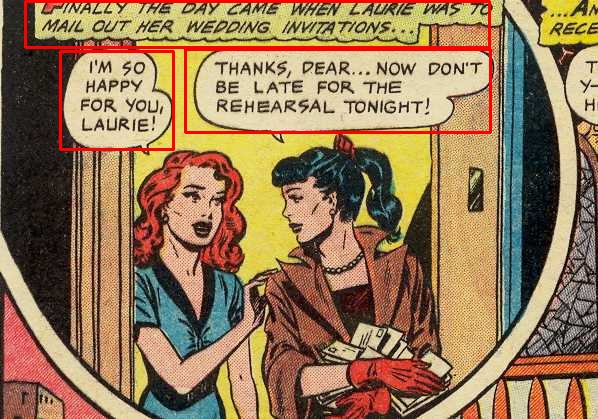 FINALLY THE DAY CAME WHEN LAURIE WAS TO
MAIL OUT HER WEDDING INVITATIONS...
I'M SO
HAPPY
FOR YOU,
LAURIE!
THANKS, DEAR... NOW DON'T
BE LATE FOR THE
REHEARSAL TONIGHT!
...AN
RECE
T
Y—
H